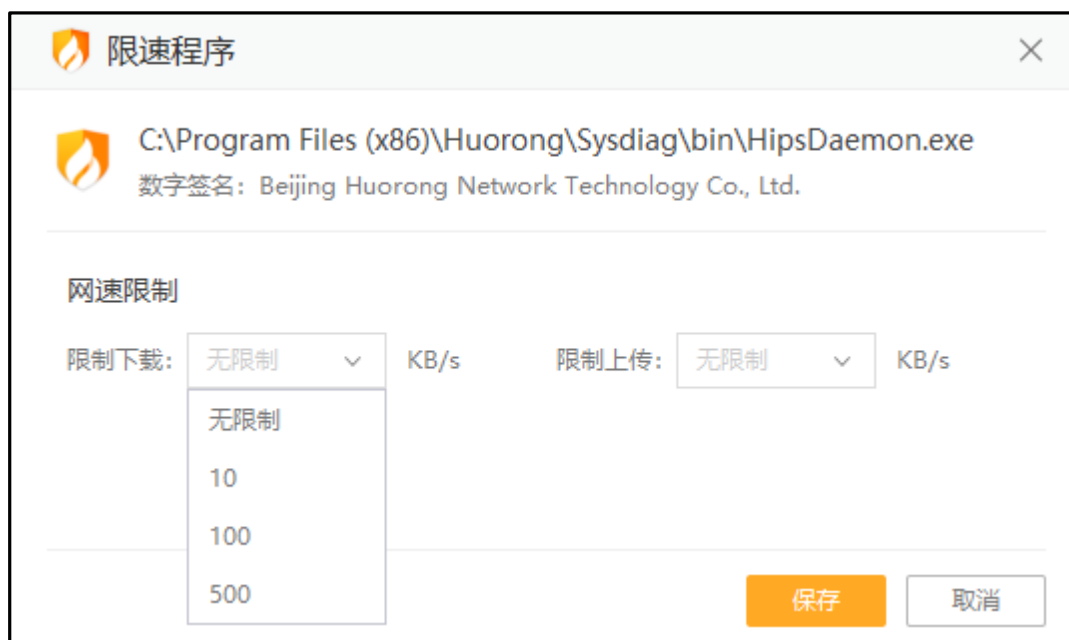 限速程序
C:\Program Files (x86)\Huorong\Sysdiag\bin\HipsDaemon.exe
数字签名: Beijing Huorong Network Technology Co., Ltd.
网速限制
限制下载: 无限制 KB/s 限制上传: 无限制 KB/s
无限制
10
100
500
保存 取消